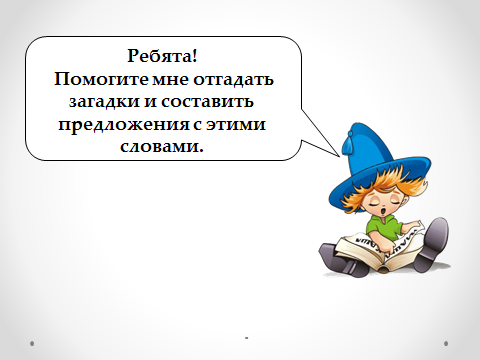 Ребята!
Помогите мне отгадать
загадки и составить
предложения с этими
словами.